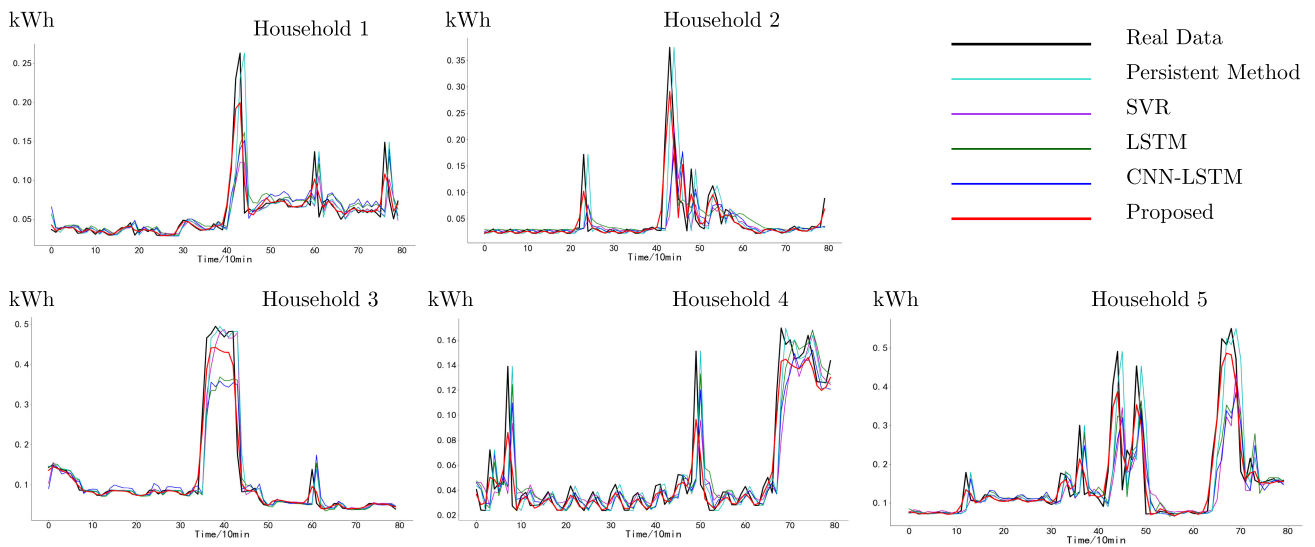 kWh
Household 1
0.25
0.20
0.15
0.10
0.05
0 10 20 30 40 50 60 70 80
Time/10min
kWh
Household 2
0.35
0.30
0.25
0.20
0.15
0.10
0.05
0 10 20 30 40 50 60 70 80
Time/10min
Real Data
Persistent Method
SVR
LSTM
CNN-LSTM
Proposed
kWh
Household 3
0.5
0.4
0.3
0.2
0.1
0 10 20 30 40 50 60 70 80
Time/10min
kWh
Household 4
0.16
0.14
0.12
0.10
0.08
0.06
0.04
0.02
0 10 20 30 40 50 60 70 80
Time/10min
kWh
Household 5
0.5
0.4
0.3
0.2
0.1
0 10 20 30 40 50 60 70 80
Time/10min